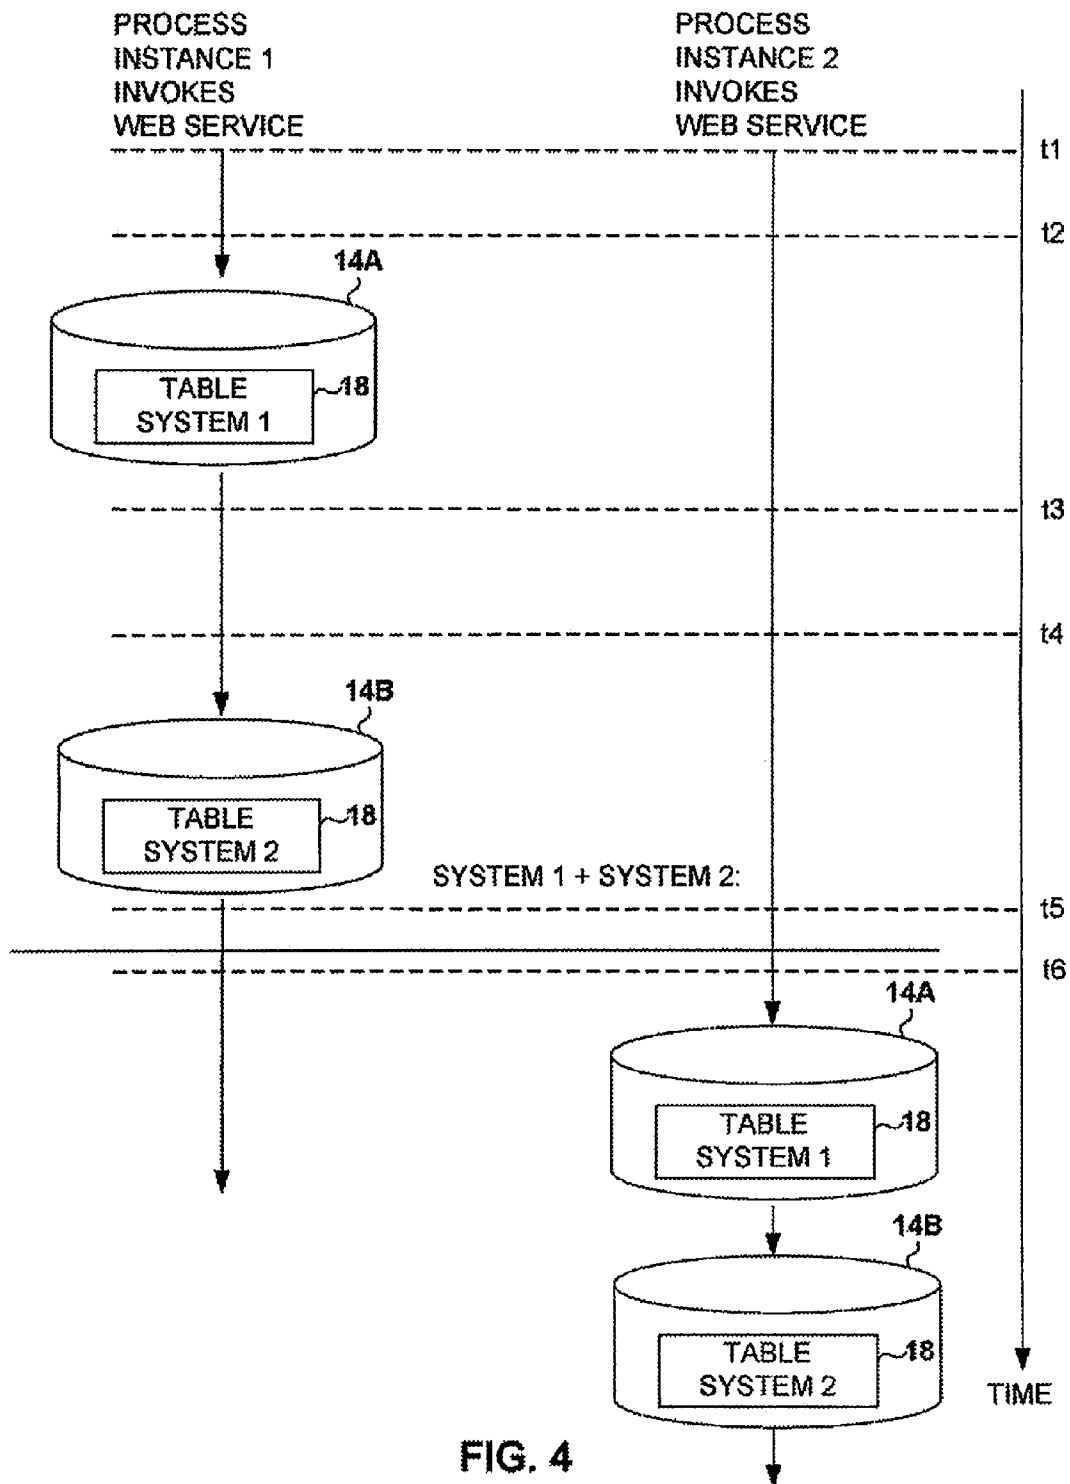 PROCESS
INSTANCE 1
INVOKES
WEB SERVICE
PROCESS
INSTANCE 2
INVOKES
WEB SERVICE
t1
t2
14A
TABLE
SYSTEM 1
18
t3
t4
14B
TABLE
SYSTEM 2
18
SYSTEM 1 + SYSTEM 2:
t5
t6
14A
TABLE
SYSTEM 1
18
14B
TABLE
SYSTEM 2
18
TIME
FIG. 4